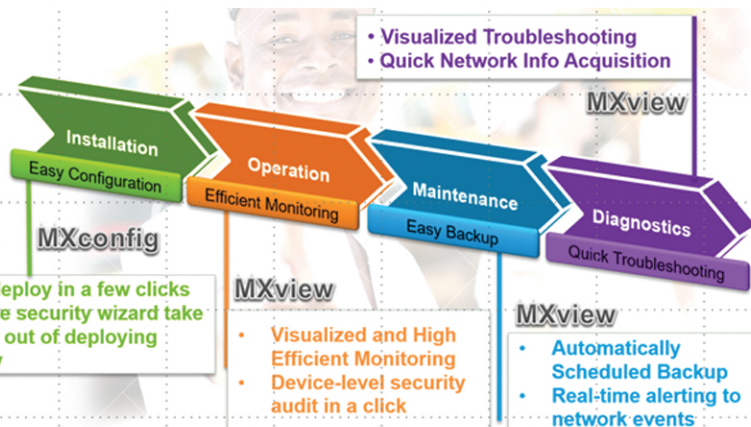 • Visualized Troubleshooting
• Quick Network Info Acquisition
MXview
Installation
Easy Configuration
Operation
Efficient Monitoring
Maintenance
Easy Backup
Diagnostics
Quick Troubleshooting
MXconfig
deploy in a few clicks
security wizard take
out of deploying
MXview
• Visualized and High
Efficient Monitoring
• Device-level security
audit in a click
MXview
• Automatically
Scheduled Backup
• Real-time alerting to
network events